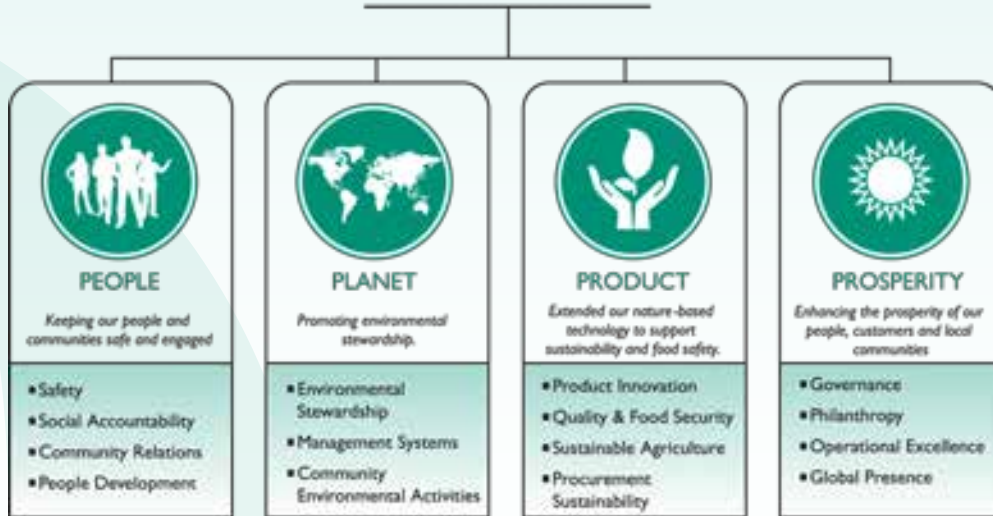 PEOPLE
Keeping our people and
communities safe and engaged
■Safety
■Social Accountability
■Community Relations
■People Development
PLANET
Promoting environmental
stewardship.
■Environmental
Stewardship
■Management Systems
■Community
Environmental Activities
PRODUCT
Extended our nature-based
technology to support
sustainability and food safety.
■Product Innovation
■Quality & Food Security
■Sustainable Agriculture
■Procurement
Sustainability
PROSPERITY
Enhancing the prosperity of our
people, customers and local
communities
■Governance
■Philanthropy
■Operational Excellence
■Global Presence